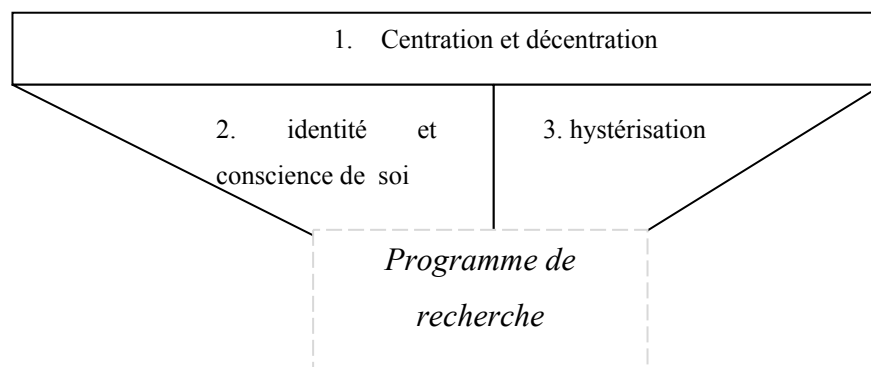 1. Centration et décentration
2. identité et
conscience de soi
3. hystérisation
Programme de
recherche